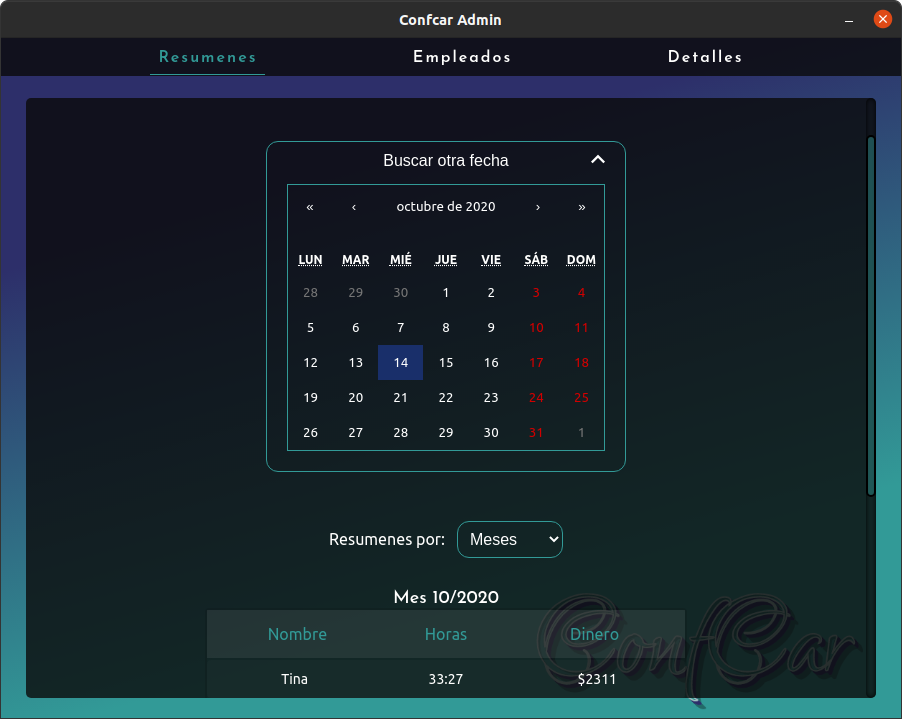 Confcar Admin
Resumenes Empleados Detalles
Buscar otra fecha
« ‹ octubre de 2020 › »
LUN MAR MIÉ JUE VIE SÁB DOM
28 29 30 1 2 3 4
5 6 7 8 9 10 11
12 13 14 15 16 17 18
19 20 21 22 23 24 25
26 27 28 29 30 31 1
Resumenes por: Meses
Mes 10/2020
Nombre Horas Dinero
Tina 33:27 $2311
ConfCar